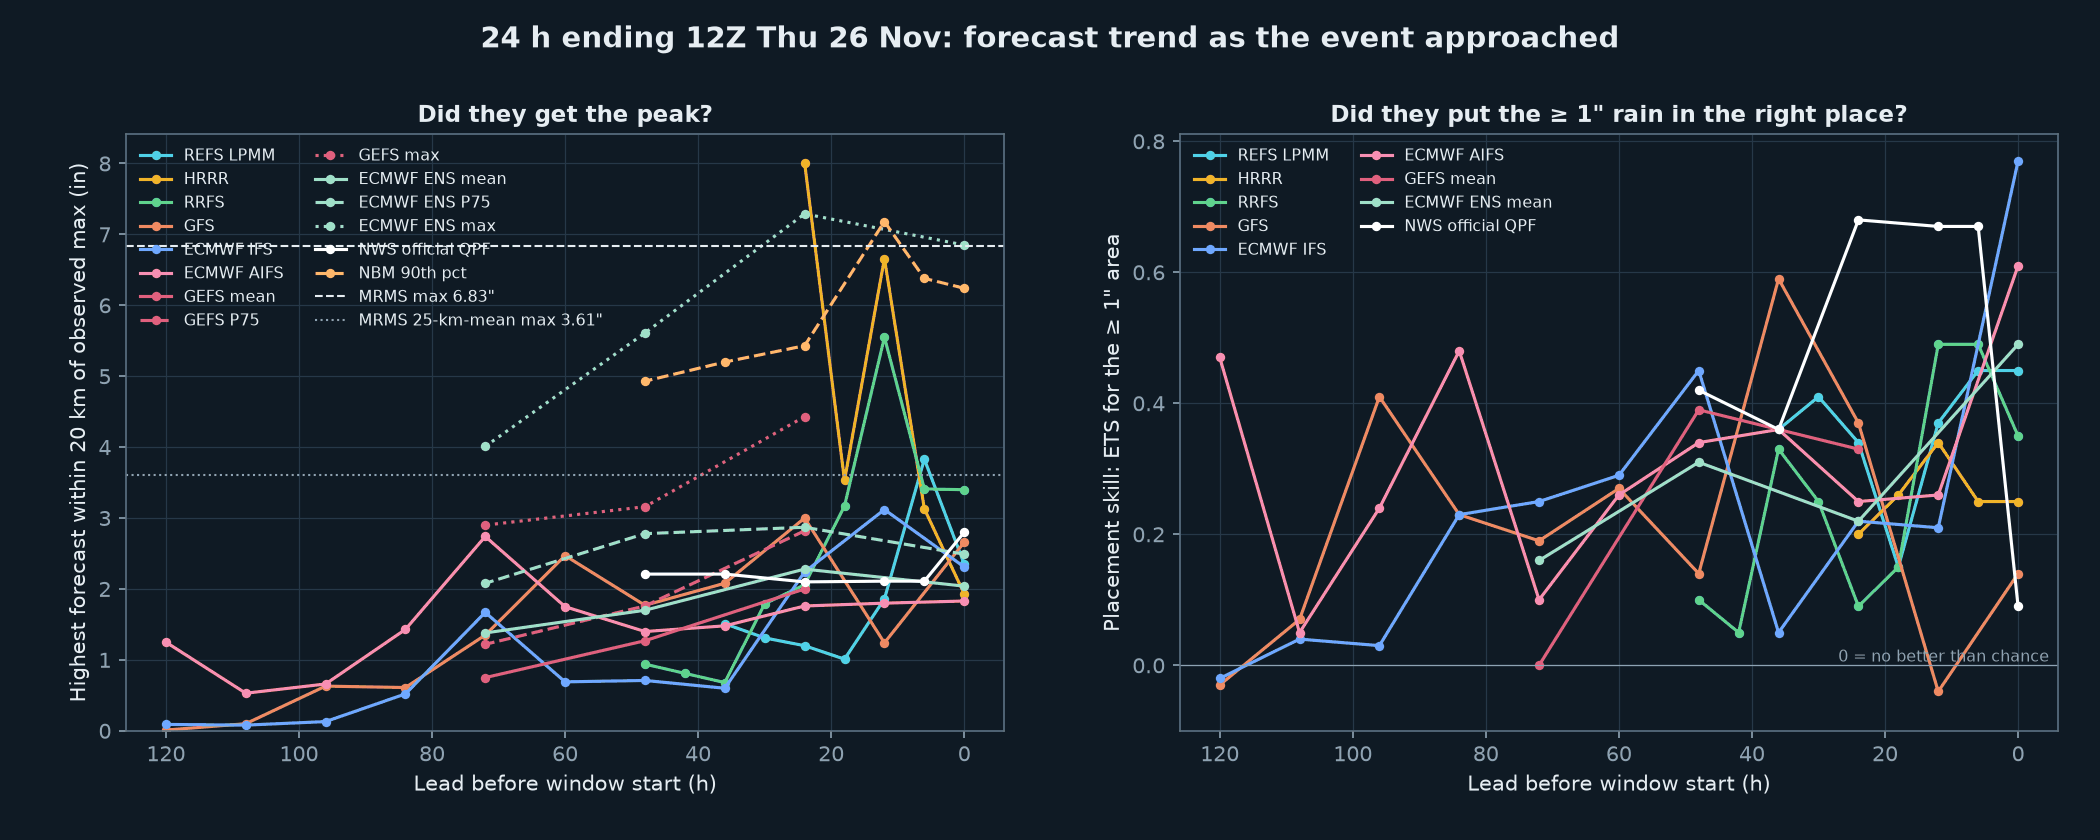 24 h ending 12Z Thu 26 Nov: forecast trend as the event approached
Did they get the peak?
Highest forecast within 20 km of observed max (in)
8
7
6
5
4
3
2
1
0
REFS LPMM
HRRR
RRFS
GFS
ECMWF IFS
ECMWF AIFS
GEFS mean
GEFS P75
GEFS max
ECMWF ENS mean
ECMWF ENS P75
ECMWF ENS max
NWS official QPF
NBM 90th pct
MRMS max 6.83"
MRMS 25-km-mean max 3.61"
120
100
80
60
40
20
0
Lead before window start (h)
Did they put the ≥ 1" rain in the right place?
Placement skill: ETS for the ≥ 1" area
0.8
0.6
0.4
0.2
0.0
REFS LPMM
HRRR
RRFS
GFS
ECMWF IFS
ECMWF AIFS
GEFS mean
ECMWF ENS mean
NWS official QPF
0 = no better than chance
120
100
80
60
40
20
0
Lead before window start (h)